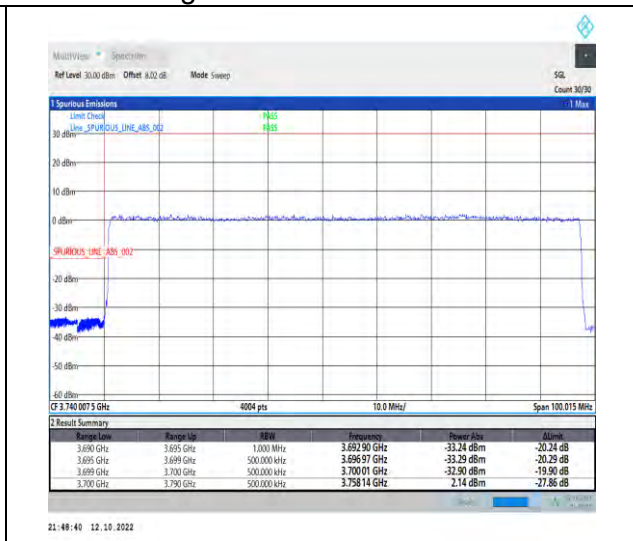 MultiView Spectrum
Ref Level 30.00 dBm Offset 8.02 dB Mode Sweep SGL
Count 30/30
1 Spurious Emissions 1 Max
Limit Check PASS
Line _SPURIOUS_LINE_ABS_002 PASS
30 dBm
20 dBm
10 dBm
0 dBm
_SPURIOUS_LINE_ABS_002
-20 dBm
-30 dBm
-40 dBm
-50 dBm
-60 dBm
CF 3.740 007 5 GHz 4004 pts 10.0 MHz/ Span 100.015 MHz
2 Result Summary
Range Low Range Up RBW Frequency Power Abs ΔLimit
3.690 GHz 3.695 GHz 1.000 MHz 3.692 90 GHz -33.24 dBm -20.24 dB
3.695 GHz 3.699 GHz 500.000 kHz 3.696 97 GHz -33.29 dBm -20.29 dB
3.699 GHz 3.700 GHz 500.000 kHz 3.700 01 GHz -32.90 dBm -19.90 dB
3.700 GHz 3.790 GHz 500.000 kHz 3.758 14 GHz 2.14 dBm -27.86 dB
21:48:40 12.10.2022